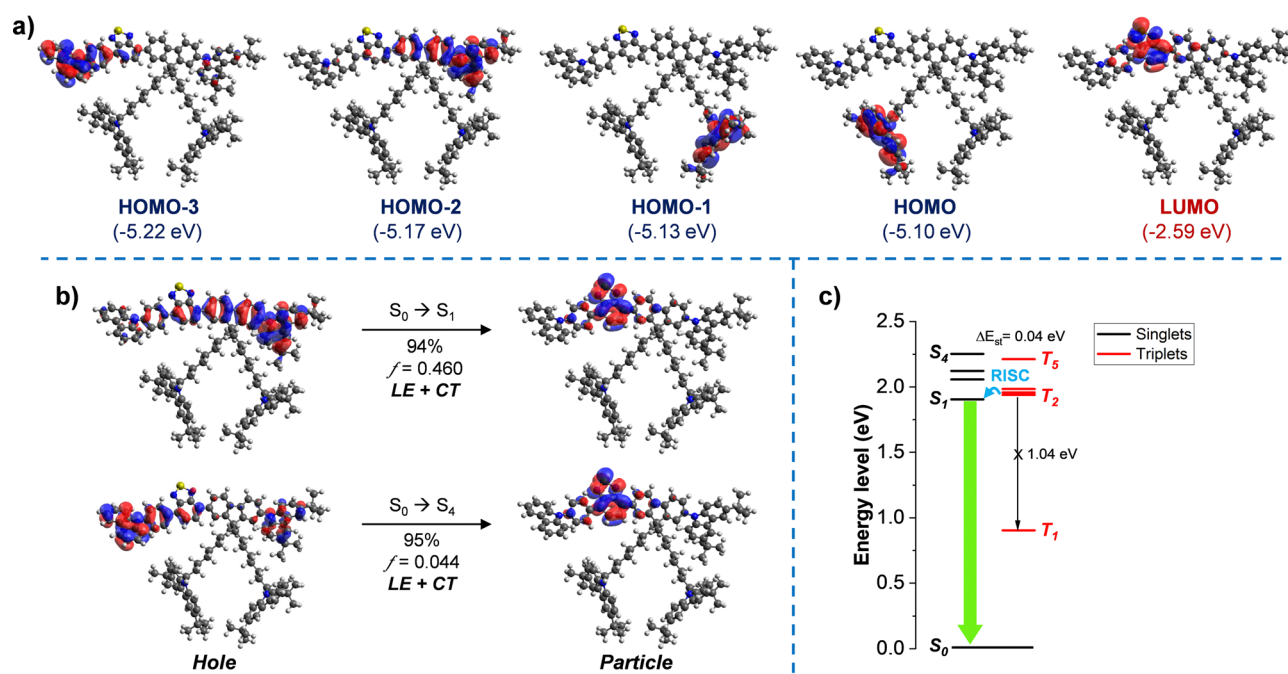 a)
HOMO-3
(-5.22 eV)
HOMO-2
(-5.17 eV)
HOMO-1
(-5.13 eV)
HOMO
(-5.10 eV)
LUMO
(-2.59 eV)
b)
S0 → S1
94%
f = 0.460
LE + CT
S0 → S4
95%
f = 0.044
LE + CT
Hole
Particle
c)
Energy level (eV)
2.5
2.0
1.5
1.0
0.5
0.0
ΔEst= 0.04 eV
Singlets
Triplets
S4
T5
RISC
S1
T2
X 1.04 eV
T1
S0